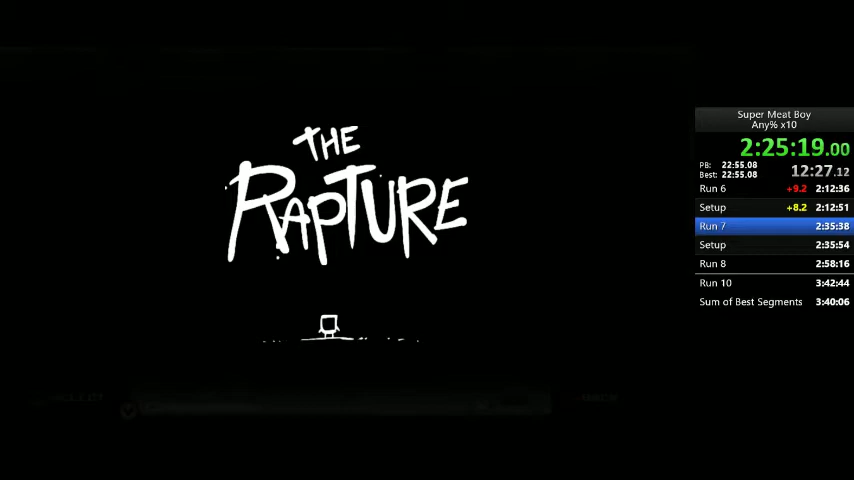 THE
RAPTURE
Super Meat Boy
Any% x10
2:25:19.00
PB: 22:55.08
Best: 22:55.08
12:27.12
Run 6 +9.2 2:12:36
Setup +8.2 2:12:51
Run 7 2:35:38
Setup 2:35:54
Run 8 2:58:16
Run 10 3:42:44
Sum of Best Segments 3:40:06